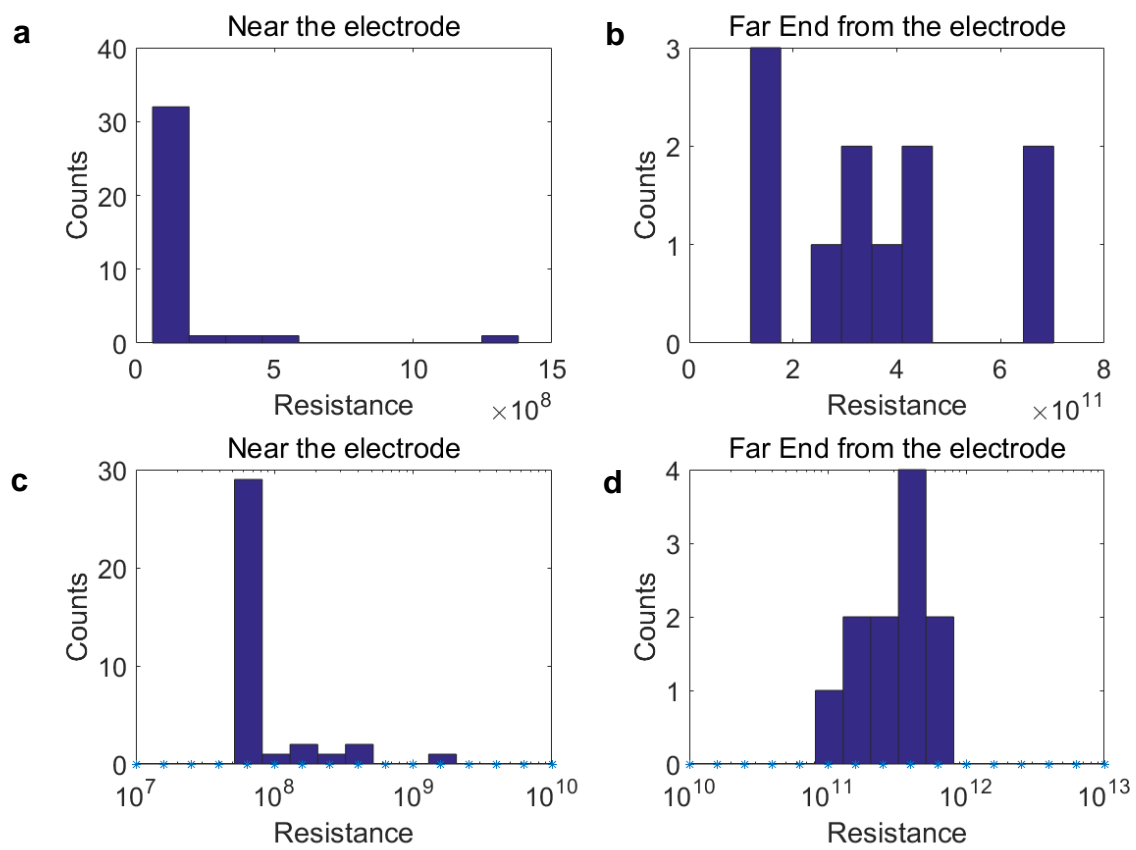 a
Near the electrode
40
30
20
10
0
Counts
0 5 10 15
Resistance
×10^8
b
Far End from the electrode
3
2
1
0
Counts
0 2 4 6 8
Resistance
×10^11
c
Near the electrode
30
20
10
0
Counts
10^7 10^8 10^9 10^10
Resistance
d
Far End from the electrode
4
3
2
1
0
Counts
10^10 10^11 10^12 10^13
Resistance